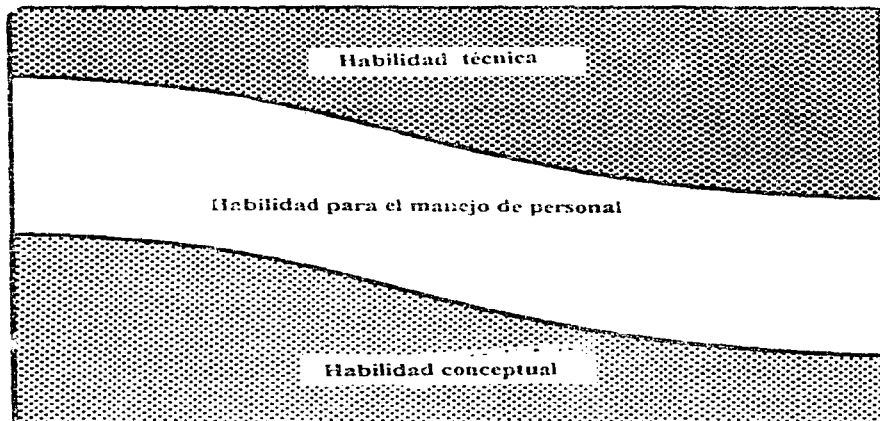 Habilidad técnica
Habilidad para el manejo de personal
Habilidad conceptual